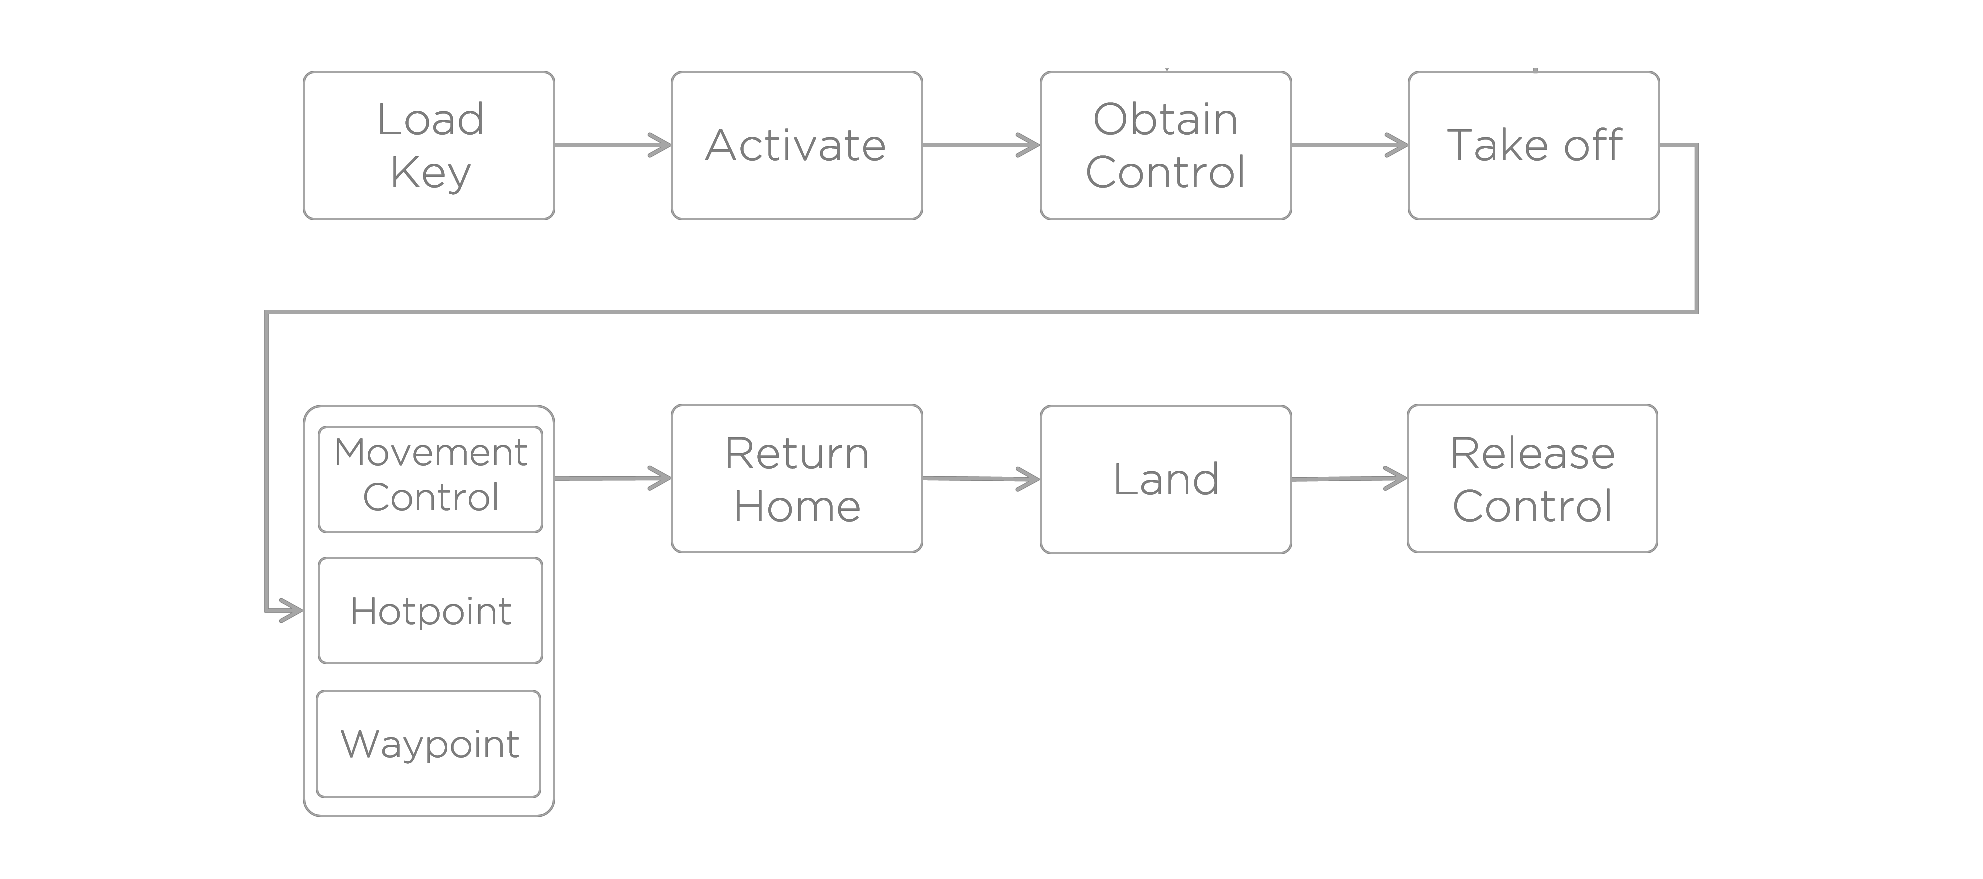 Load
Key
Activate
Obtain
Control
Take off
Movement
Control
Hotpoint
Waypoint
Return
Home
Land
Release
Control